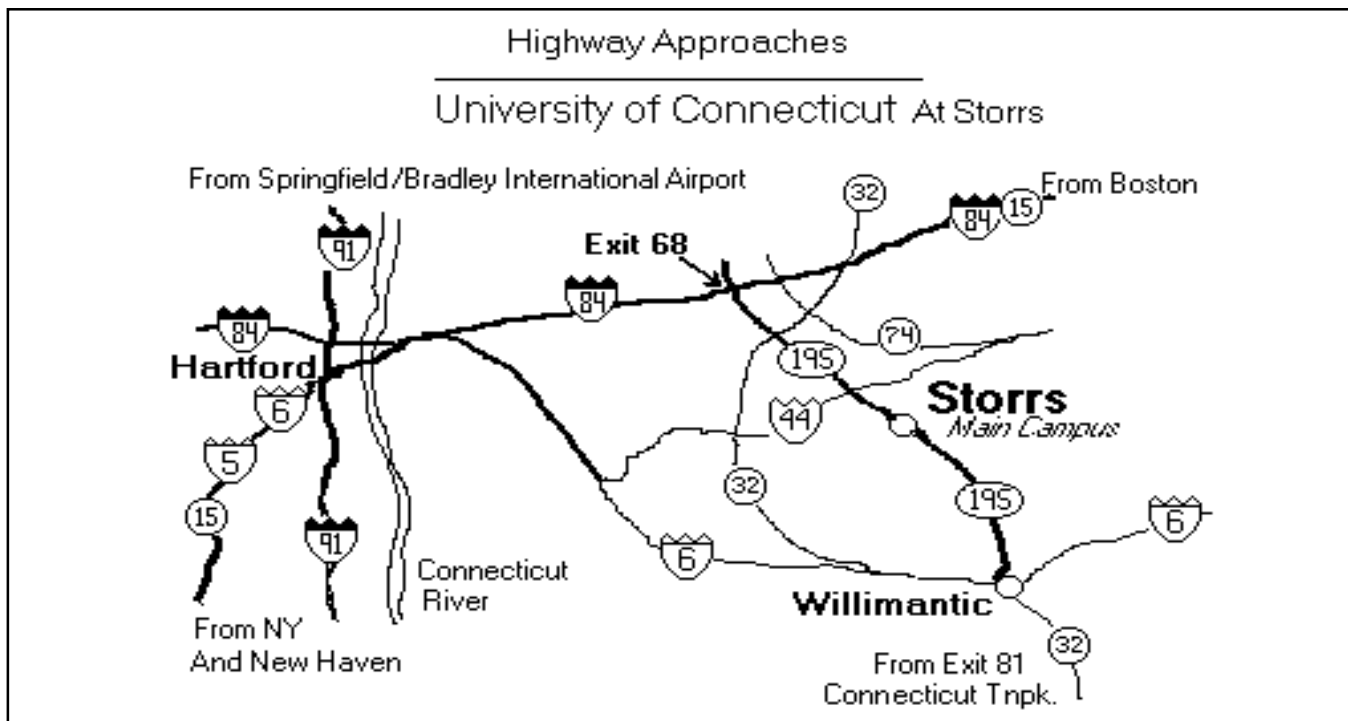 Highway Approaches
University of Connecticut At Storrs
From Springfield/Bradley International Airport
32
From Boston
84
15
91
Exit 68
84
84
74
Hartford
195
6
44
Storrs
Main Campus
5
32
195
15
91
6
6
Connecticut
River
Willimantic
From NY
And New Haven
32
From Exit 81
Connecticut Tnpk.